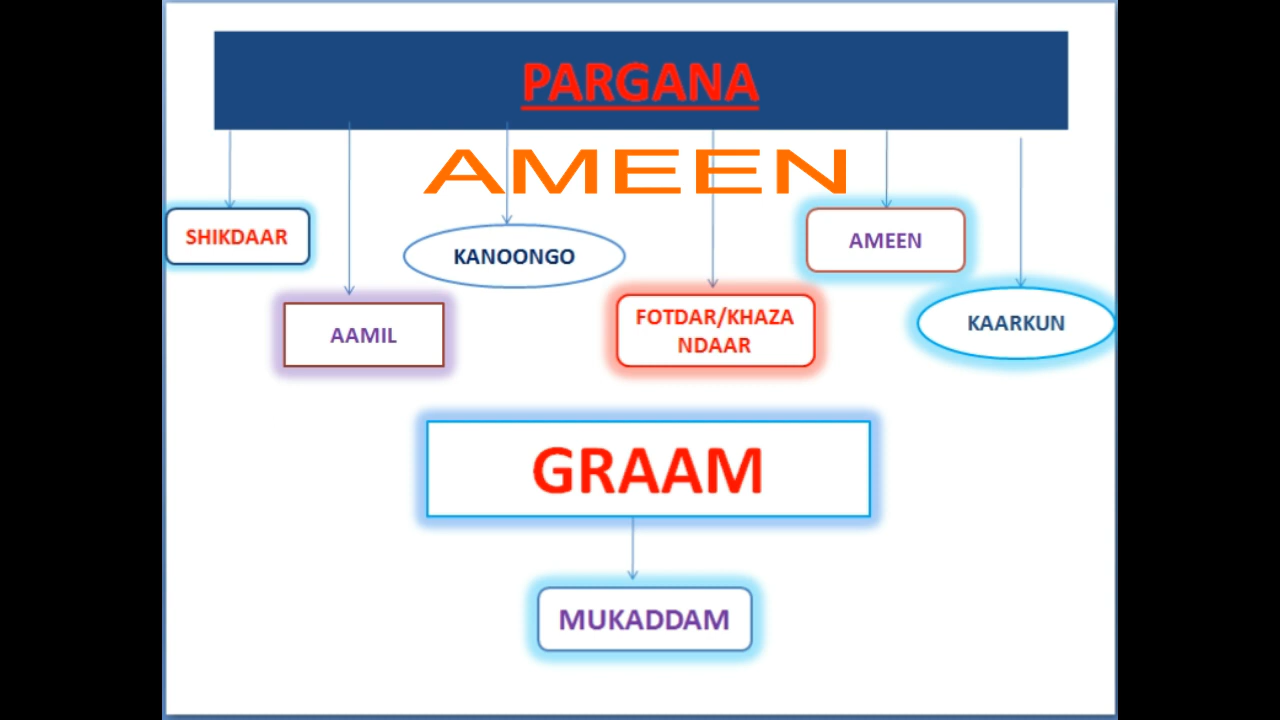 PARGANA
AMEEN
SHIKDAAR
KANOONGO
AMEEN
AAMIL
FOTDAR/KHAZA
NDAAR
KAARKUN
GRAAM
MUKADDAM